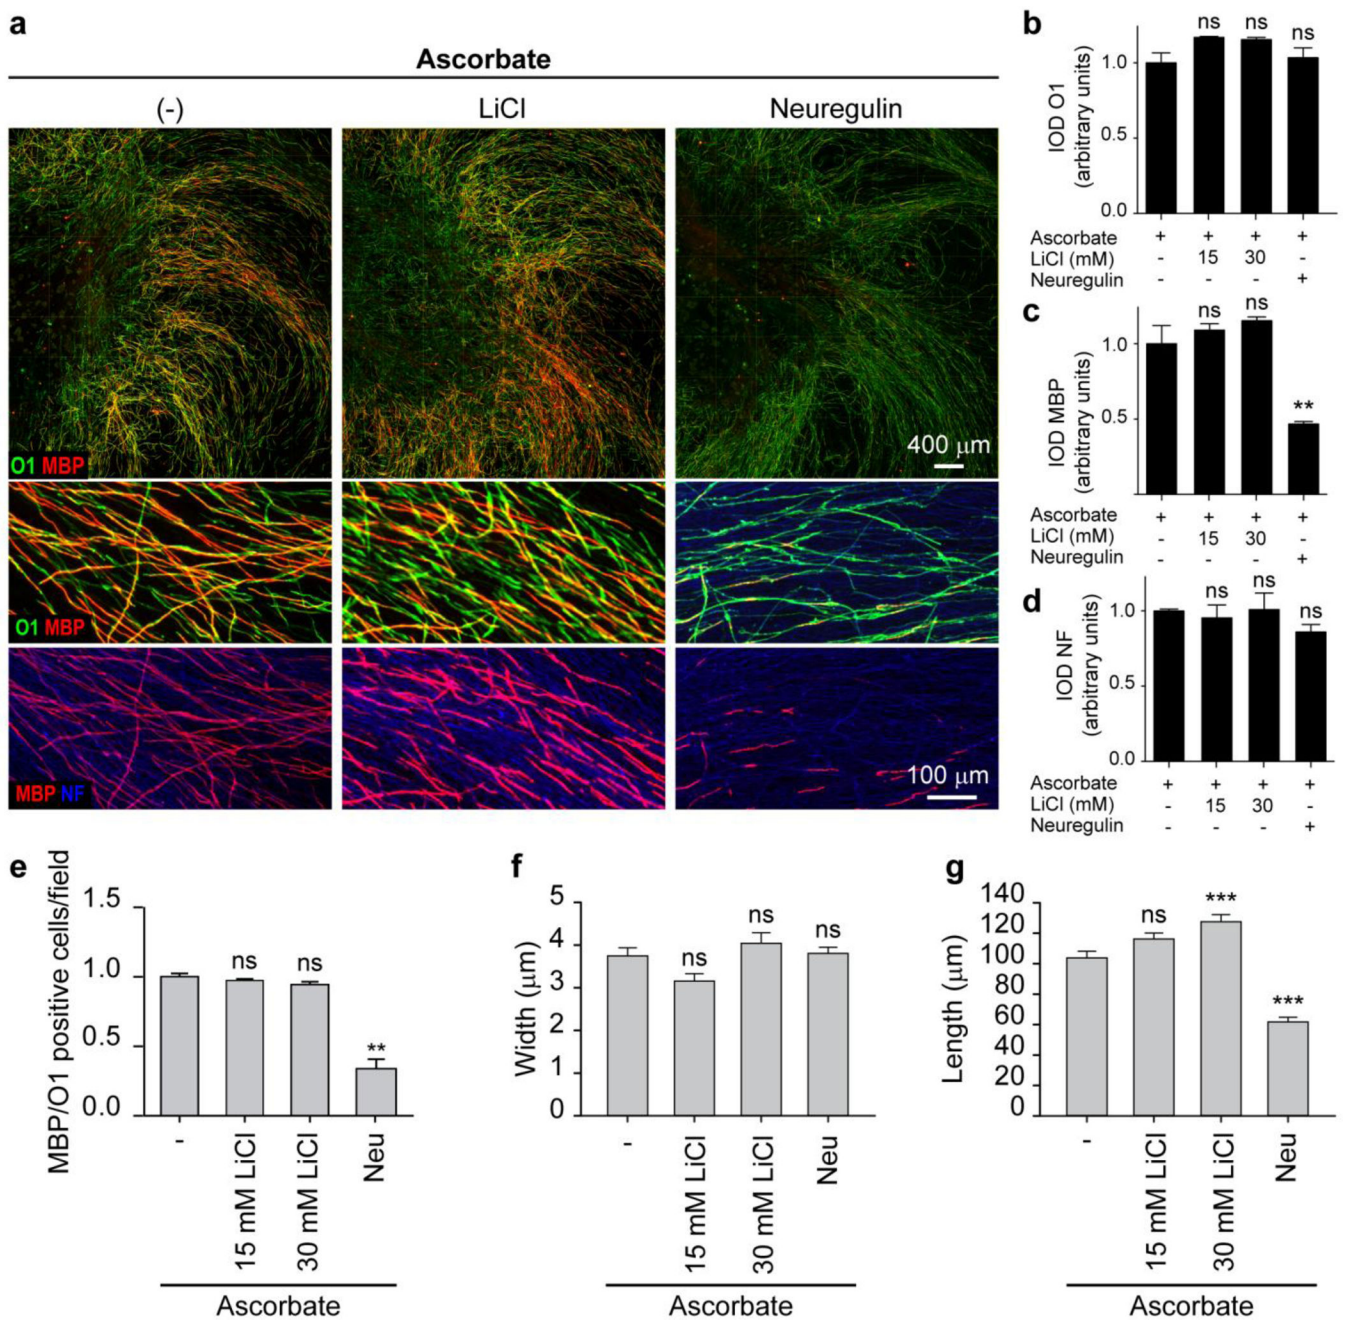 a
Ascorbate
(-)
LiCl
Neuregulin
400 µm
O1 MBP
O1 MBP
MBP NF
100 µm
b
IOD O1
(arbitrary units)
1.0
0.5
0.0
ns
ns
ns
Ascorbate + + + +
LiCl (mM) - 15 30 -
Neuregulin - - - +
c
IOD MBP
(arbitrary units)
1.0
0.5
ns
ns
**
Ascorbate + + + +
LiCl (mM) - 15 30 -
Neuregulin - - - +
d
IOD NF
(arbitrary units)
1.0
0.5
0.0
ns
ns
ns
Ascorbate + + + +
LiCl (mM) - 15 30 -
Neuregulin - - - +
e
MBP/O1 positive cells/field
1.5
1.0
0.5
0.0
ns
ns
**
-
15 mM LiCl
30 mM LiCl
Neu
Ascorbate
f
Width (µm)
5
4
3
2
1
0
ns
ns
ns
-
15 mM LiCl
30 mM LiCl
Neu
Ascorbate
g
Length (µm)
140
120
100
80
60
40
20
0
ns
***
***
-
15 mM LiCl
30 mM LiCl
Neu
Ascorbate